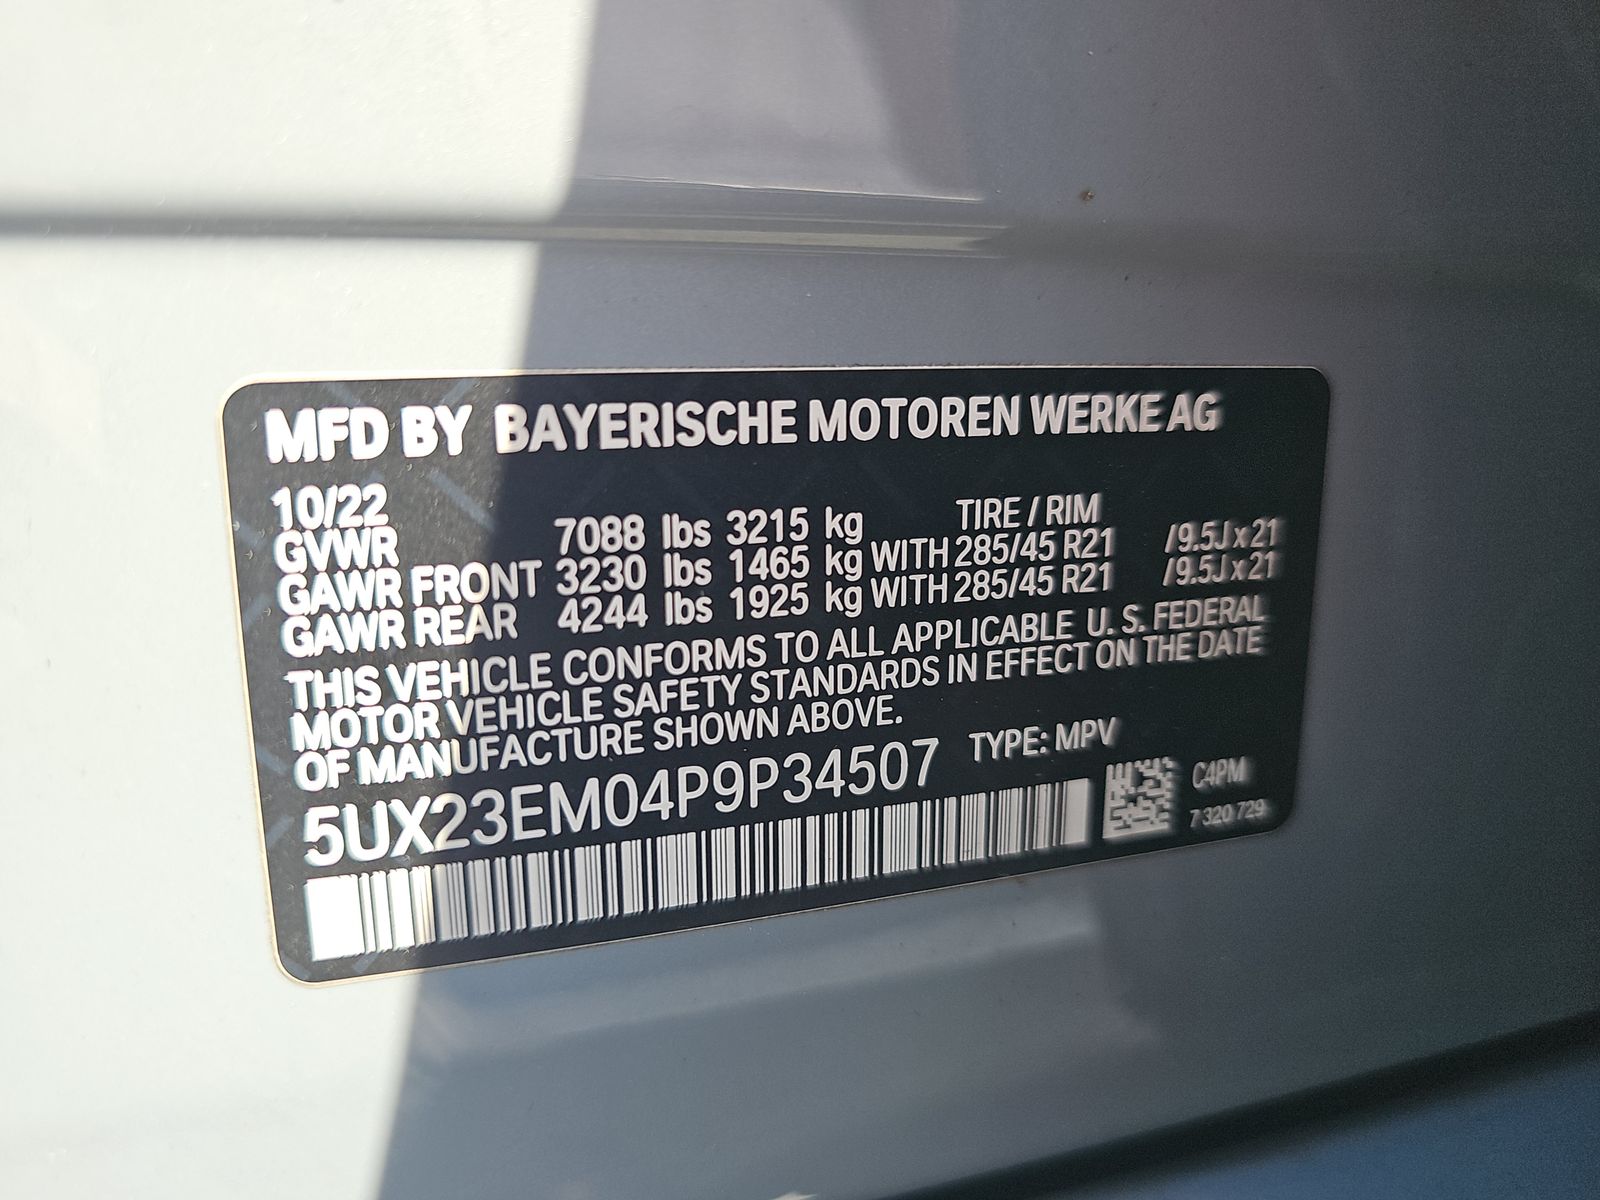 MFD BY BAYERISCHE MOTOREN WERKE AG
10/22
TIRE / RIM
GVWR 7088 lbs 3215 kg
GAWR FRONT 3230 lbs 1465 kg WITH 285/45 R21 /9.5J x 21
GAWR REAR 4244 lbs 1925 kg WITH 285/45 R21 /9.5J x 21
THIS VEHICLE CONFORMS TO ALL APPLICABLE U. S. FEDERAL
MOTOR VEHICLE SAFETY STANDARDS IN EFFECT ON THE DATE
OF MANUFACTURE SHOWN ABOVE.
5UX23EM04P9P34507 TYPE: MPV
C4PM
7 320 729